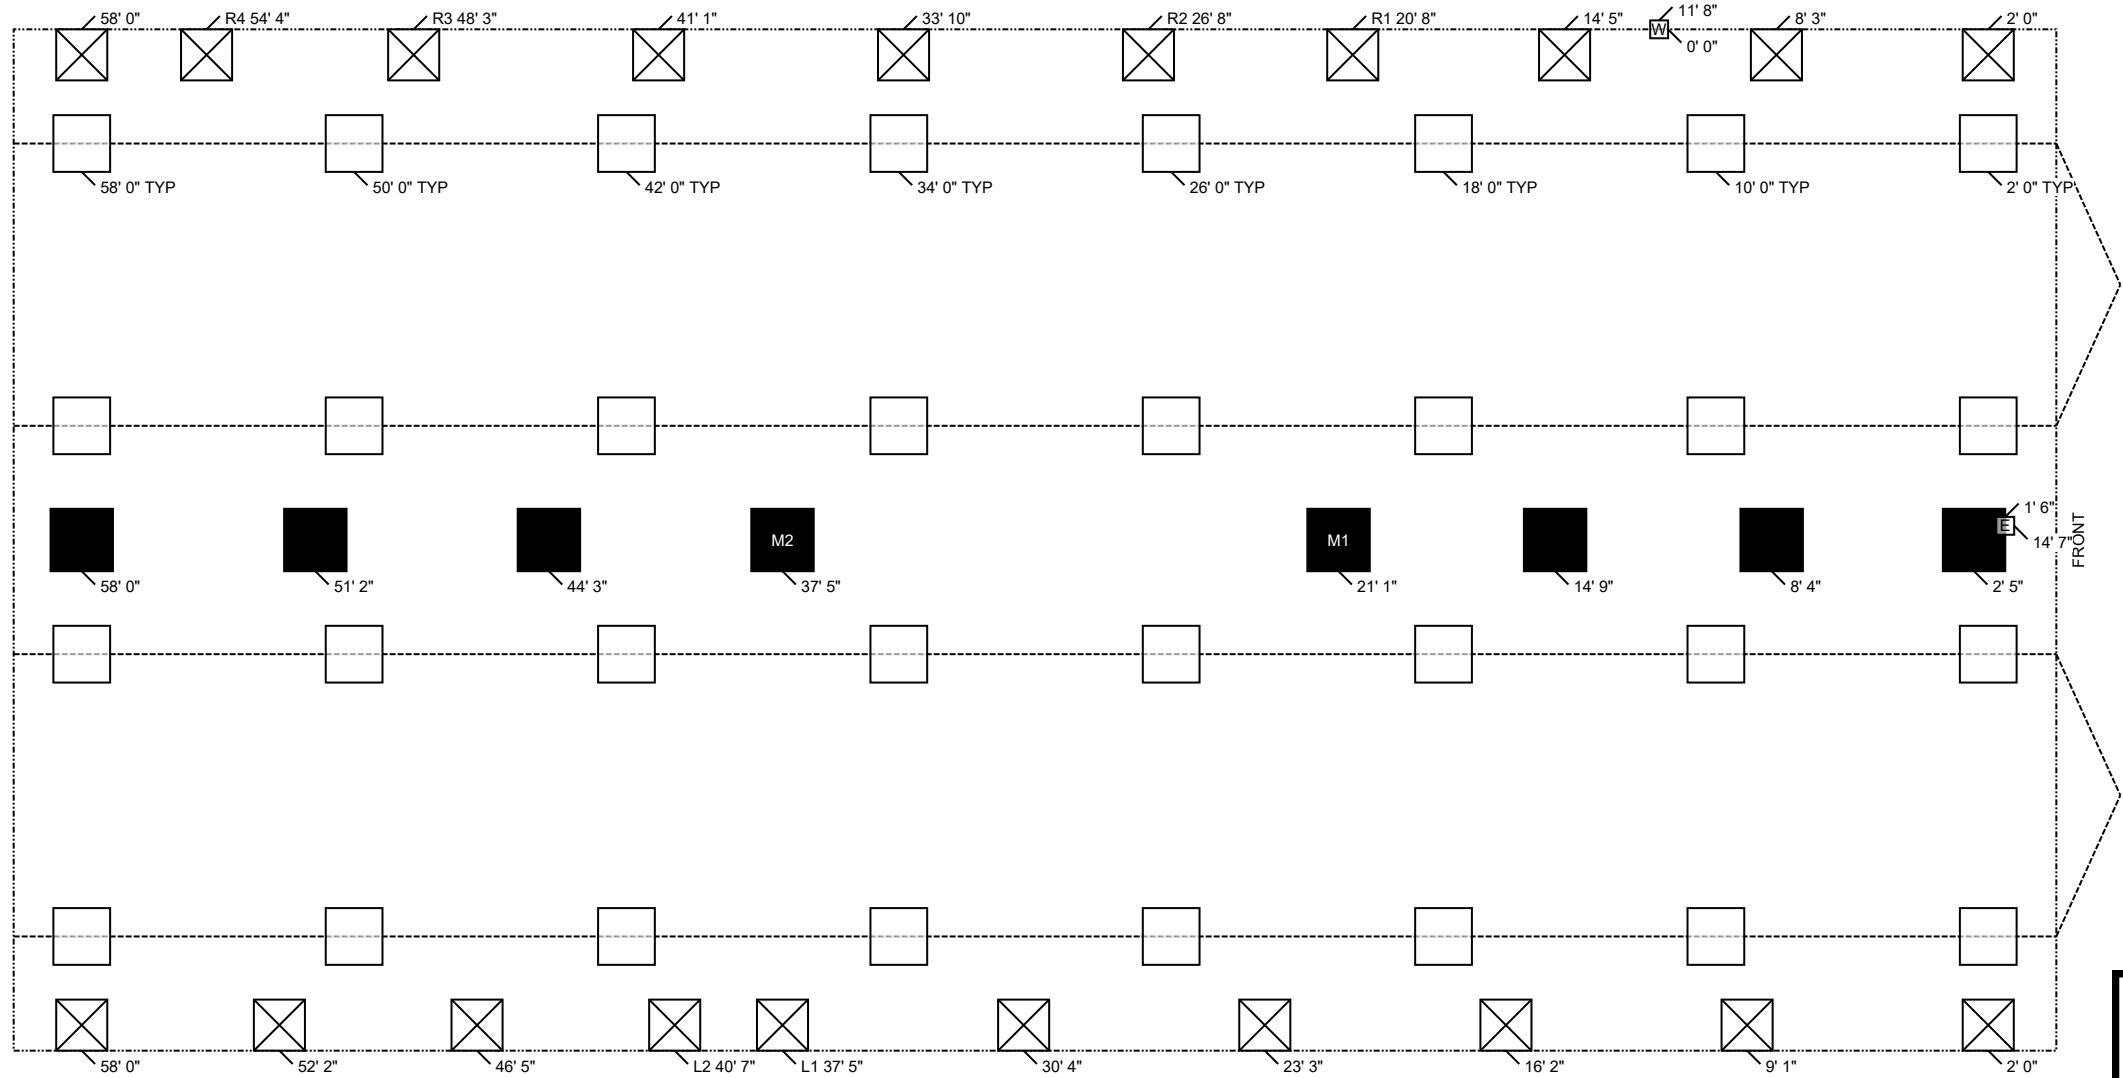 58' 0" R4 54' 4" R3 48' 3" 41' 1" 33' 10" R2 26' 8" R1 20' 8" 14' 5" 11' 8" 8' 3" 2' 0"
W 0' 0"
58' 0" TYP 50' 0" TYP 42' 0" TYP 34' 0" TYP 26' 0" TYP 18' 0" TYP 10' 0" TYP 2' 0" TYP
1' 6"
E
M2 M1 14' 7" FRONT
58' 0" 51' 2" 44' 3" 37' 5" 21' 1" 14' 9" 8' 4" 2' 5"
58' 0" 52' 2" 46' 5" L2 40' 7" L1 37' 5" 30' 4" 23' 3" 16' 2" 9' 1" 2' 0"